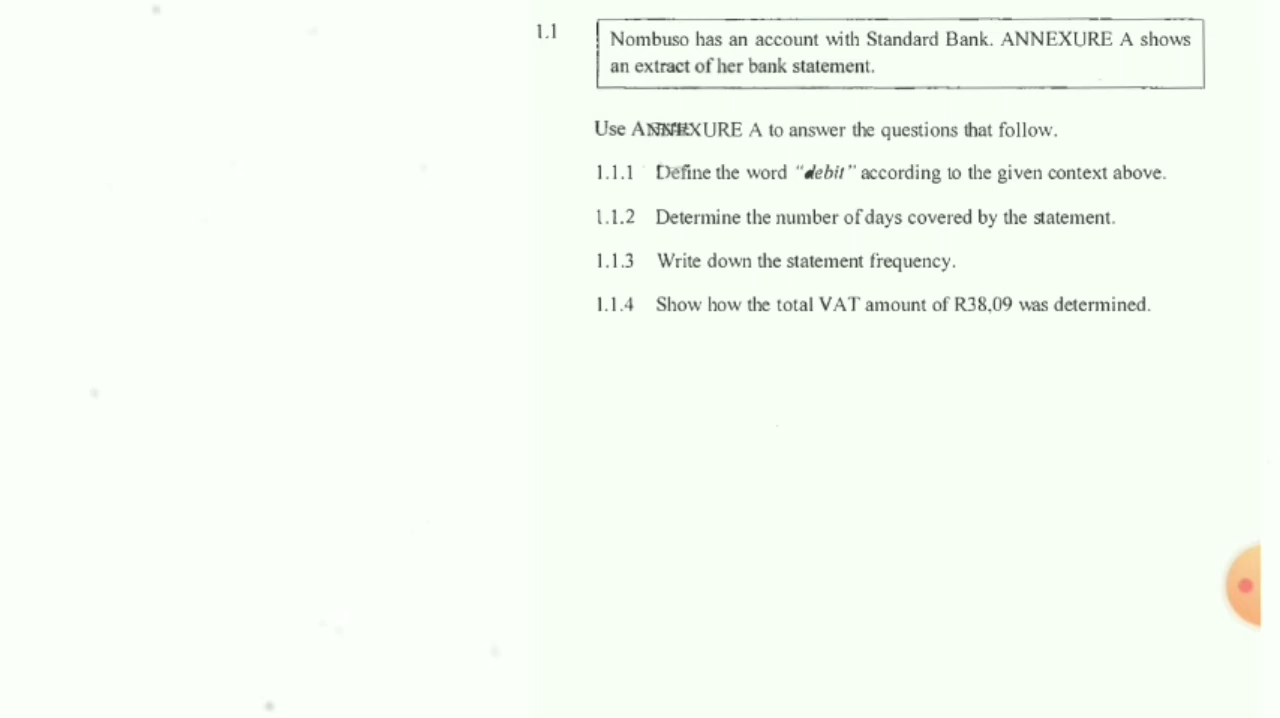 1.1
Nombuso has an account with Standard Bank. ANNEXURE A shows
an extract of her bank statement.
Use ANNEXURE A to answer the questions that follow.
1.1.1 Define the word "debit" according to the given context above.
1.1.2 Determine the number of days covered by the statement.
1.1.3 Write down the statement frequency.
1.1.4 Show how the total VAT amount of R38,09 was determined.